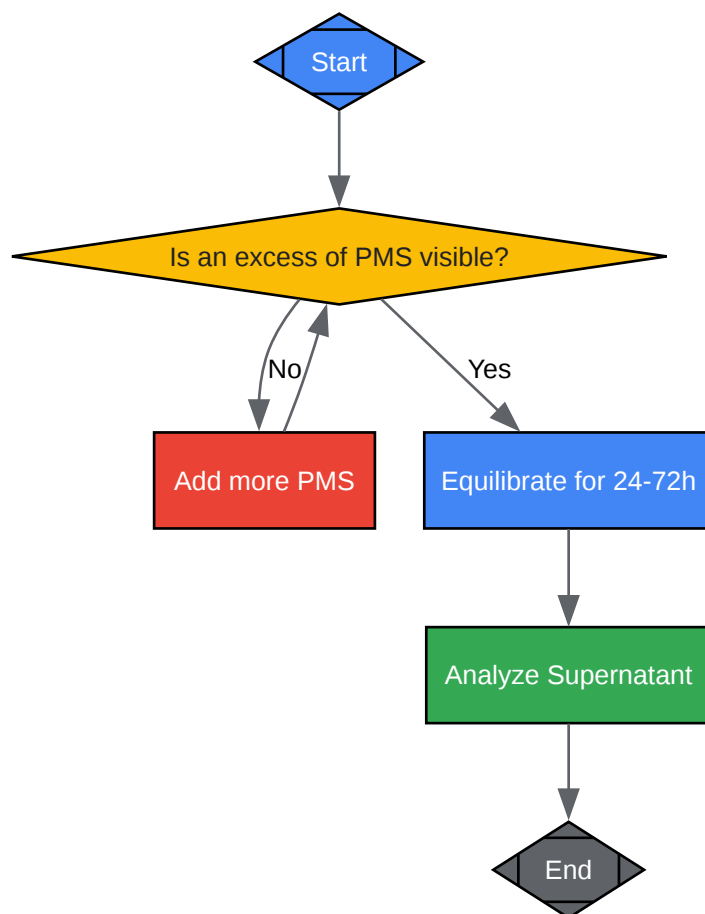 Start
Is an excess of PMS visible?
No
Yes
Add more PMS
Equilibrate for 24-72h
Analyze Supernatant
End